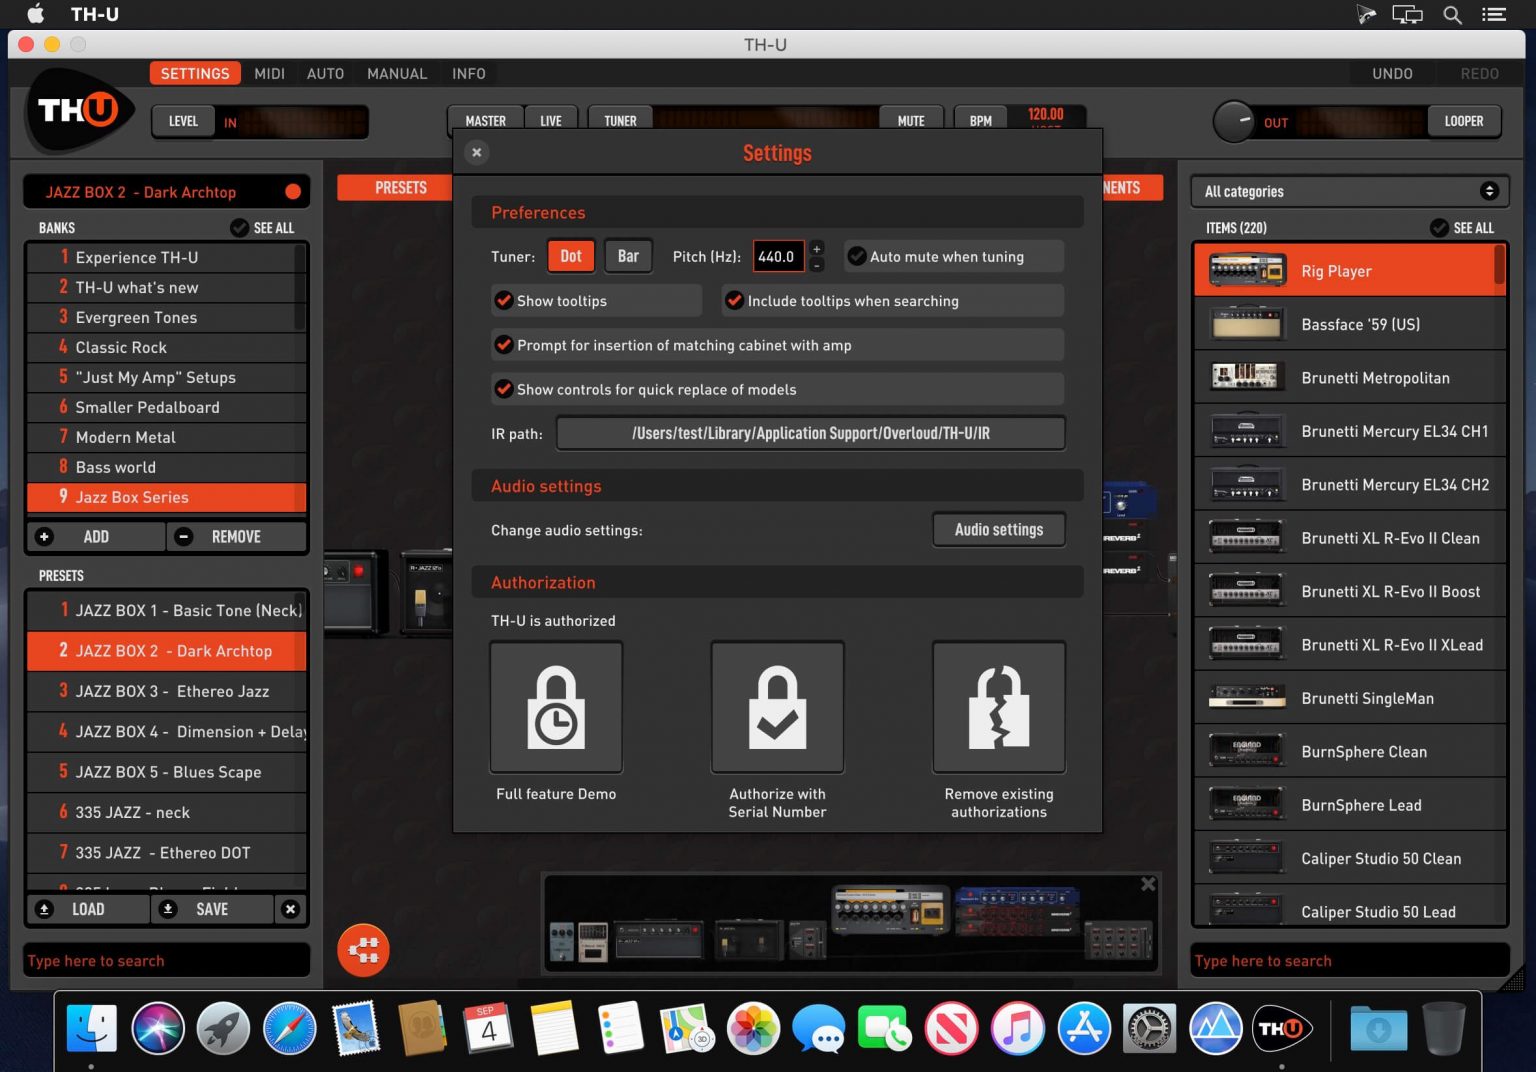 TH-U
TH-U
SETTINGS MIDI AUTO MANUAL INFO UNDO REDO
THU
LEVEL IN MASTER LIVE TUNER MUTE BPM 120.00 OUT LOOPER
Settings
JAZZ BOX 2 - Dark Archtop
BANKS SEE ALL
1 Experience TH-U
2 TH-U what's new
3 Evergreen Tones
4 Classic Rock
5 "Just My Amp" Setups
6 Smaller Pedalboard
7 Modern Metal
8 Bass world
9 Jazz Box Series
ADD REMOVE
PRESETS
1 JAZZ BOX 1 - Basic Tone (Neck)
2 JAZZ BOX 2 - Dark Archtop
3 JAZZ BOX 3 - Ethereo Jazz
4 JAZZ BOX 4 - Dimension + Delay
5 JAZZ BOX 5 - Blues Scape
6 335 JAZZ - neck
7 335 JAZZ - Ethereo DOT
LOAD SAVE
Type here to search
PRESETS
NENTS
Preferences
Tuner: Dot Bar Pitch (Hz): 440.0 + - Auto mute when tuning
Show tooltips Include tooltips when searching
Prompt for insertion of matching cabinet with amp
Show controls for quick replace of models
IR path: /Users/test/Library/Application Support/Overloud/TH-U/IR
Audio settings
Change audio settings: Audio settings
Authorization
TH-U is authorized
Full feature Demo
Authorize with
Serial Number
Remove existing
authorizations
R-JAZZ 12's
REVERB2
REVERB2
All categories
ITEMS (220) SEE ALL
Rig Player
Bassface '59 (US)
Brunetti Metropolitan
Brunetti Mercury EL34 CH1
Brunetti Mercury EL34 CH2
Brunetti XL R-Evo II Clean
Brunetti XL R-Evo II Boost
Brunetti XL R-Evo II XLead
Brunetti SingleMan
BurnSphere Clean
BurnSphere Lead
Caliper Studio 50 Clean
Caliper Studio 50 Lead
Type here to search
SEP
4
3D
THU